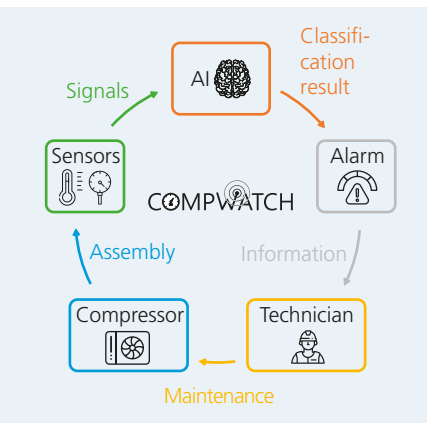 Classifi-
cation
result
AI
Signals
Sensors
Alarm
COMPWATCH
Assembly
Information
Compressor
Technician
Maintenance